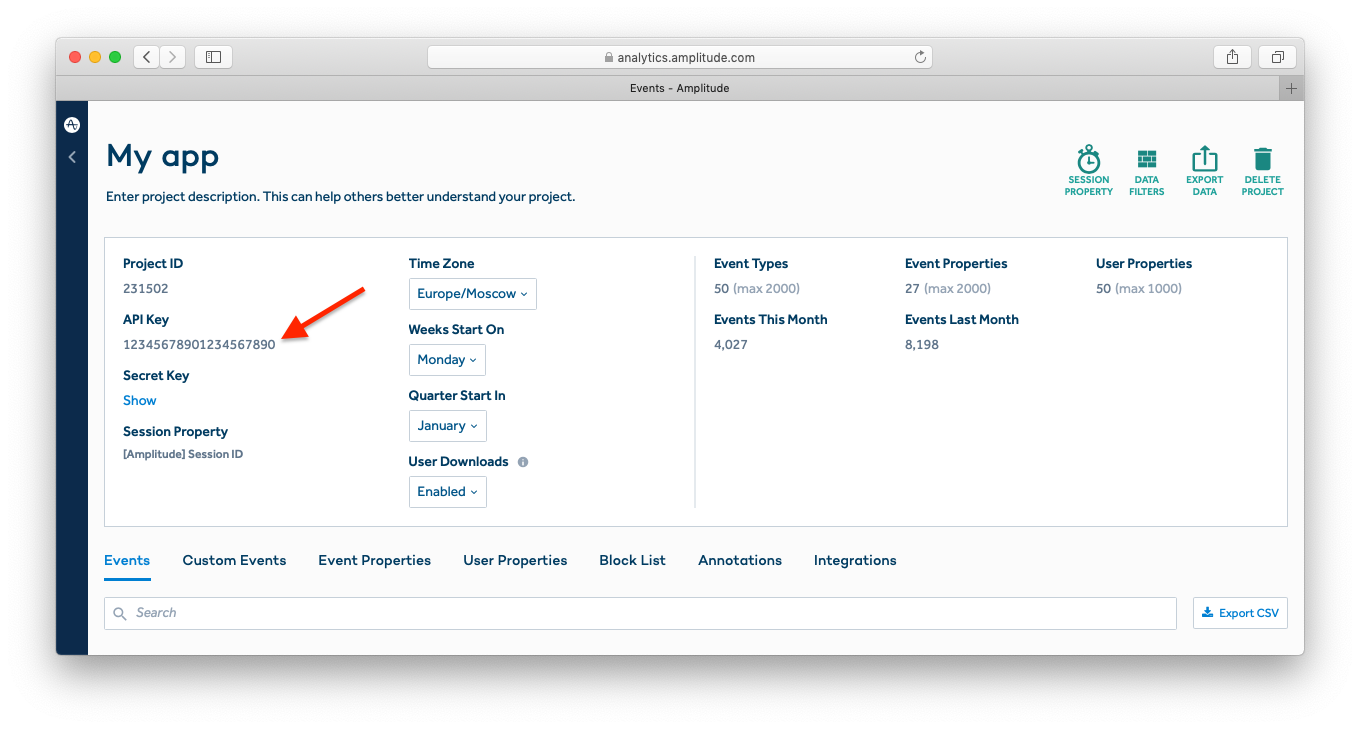 analytics.amplitude.com
Events - Amplitude
My app
Enter project description. This can help others better understand your project.
SESSION PROPERTY
DATA FILTERS
EXPORT DATA
DELETE PROJECT
Project ID
231502
API Key
12345678901234567890
Secret Key
Show
Session Property
[Amplitude] Session ID
Time Zone
Europe/Moscow
Weeks Start On
Monday
Quarter Start In
January
User Downloads
Enabled
Event Types
50 (max 2000)
Event Properties
27 (max 2000)
User Properties
50 (max 1000)
Events This Month
4,027
Events Last Month
8,198
Events Custom Events Event Properties User Properties Block List Annotations Integrations
Search
Export CSV